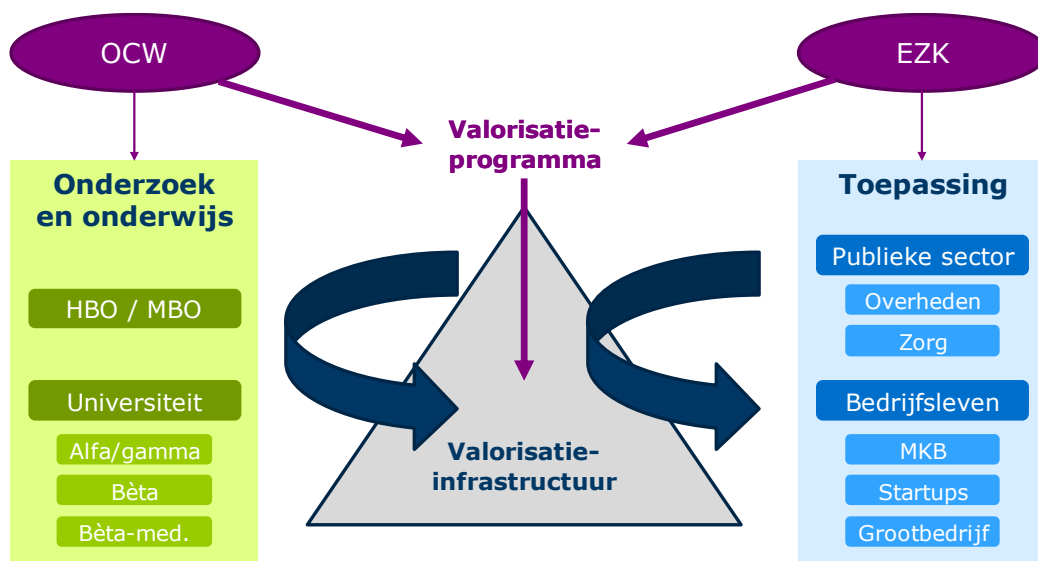 OCW
EZK
Valorisatie-
programma
Onderzoek
en onderwijs
HBO / MBO
Universiteit
Alfa/gamma
Bèta
Bèta-med.
Valorisatie-
infrastructuur
Toepassing
Publieke sector
Overheden
Zorg
Bedrijfsleven
MKB
Startups
Grootbedrijf